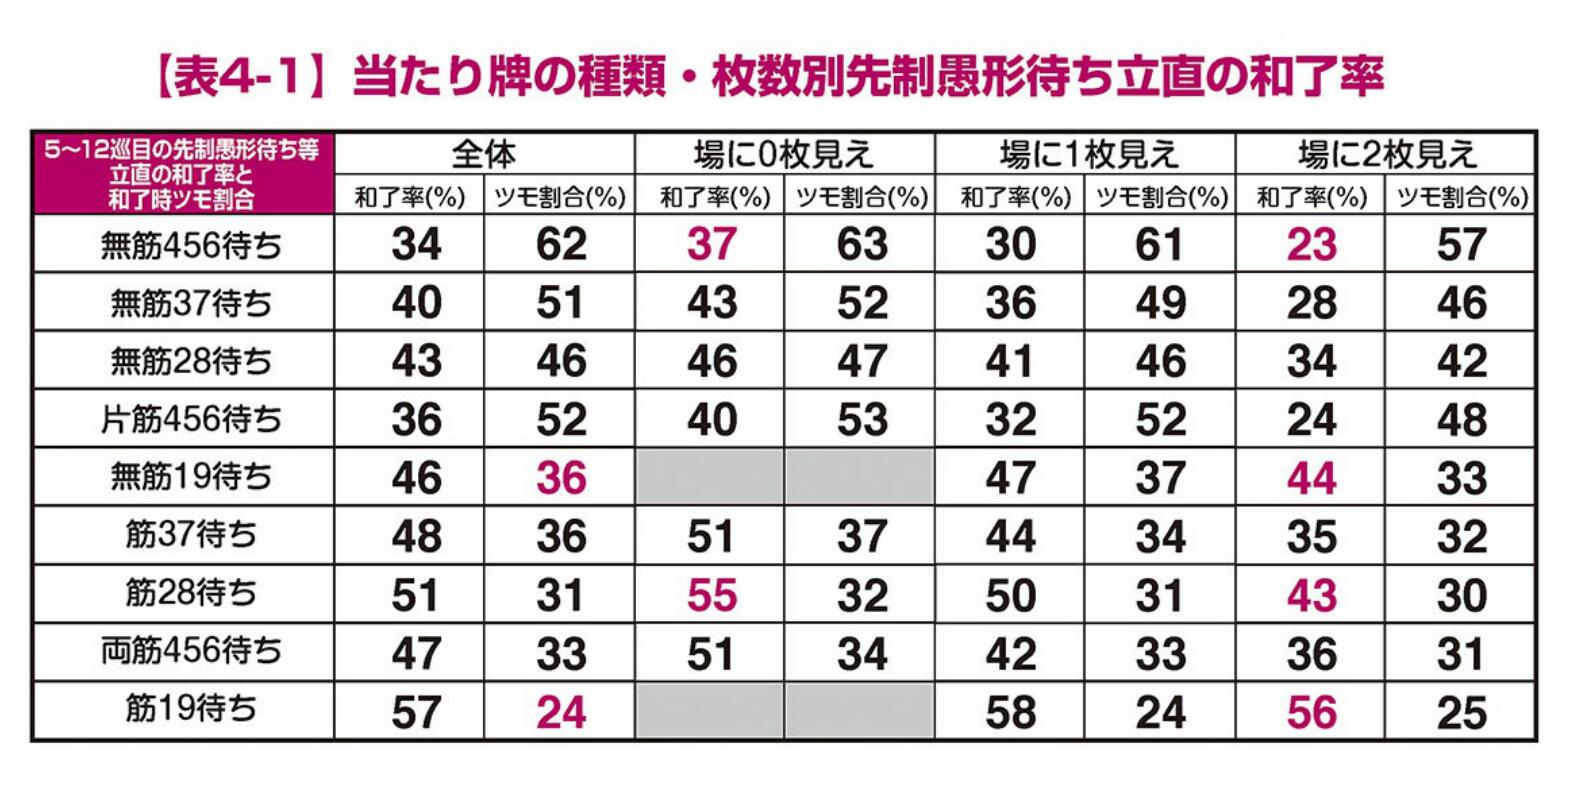 【表4-1】当たり牌の種類・枚数別先制愚形待ち立直の和了率
5〜12巡目の先制愚形待ち等
立直の和了率と
和了時ツモ割合
全体 場に0枚見え 場に1枚見え 場に2枚見え
和了率(%) ツモ割合(%) 和了率(%) ツモ割合(%) 和了率(%) ツモ割合(%) 和了率(%) ツモ割合(%)
無筋456待ち 34 62 37 63 30 61 23 57
無筋37待ち 40 51 43 52 36 49 28 46
無筋28待ち 43 46 46 47 41 46 34 42
片筋456待ち 36 52 40 53 32 52 24 48
無筋19待ち 46 36 47 37 44 33
筋37待ち 48 36 51 37 44 34 35 32
筋28待ち 51 31 55 32 50 31 43 30
両筋456待ち 47 33 51 34 42 33 36 31
筋19待ち 57 24 58 24 56 25